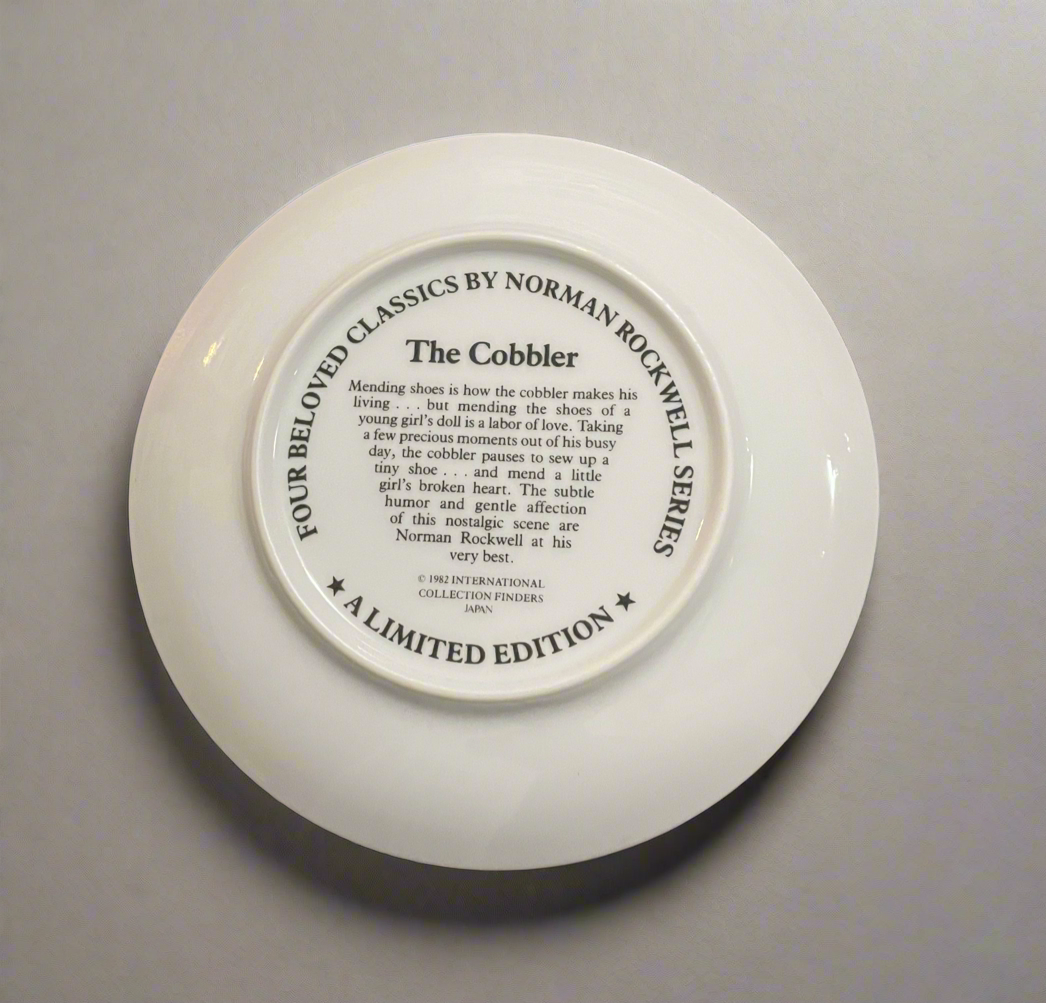 FOUR BELOVED CLASSICS BY NORMAN ROCKWELL SERIES
The Cobbler
Mending shoes is how the cobbler makes his
living . . . but mending the shoes of a
young girl's doll is a labor of love. Taking
a few precious moments out of his busy
day, the cobbler pauses to sew up a
tiny shoe . . . and mend a little
girl's broken heart. The subtle
humor and gentle affection
of this nostalgic scene are
Norman Rockwell at his
very best.
© 1982 INTERNATIONAL
COLLECTION FINDERS
JAPAN
★ A LIMITED EDITION ★